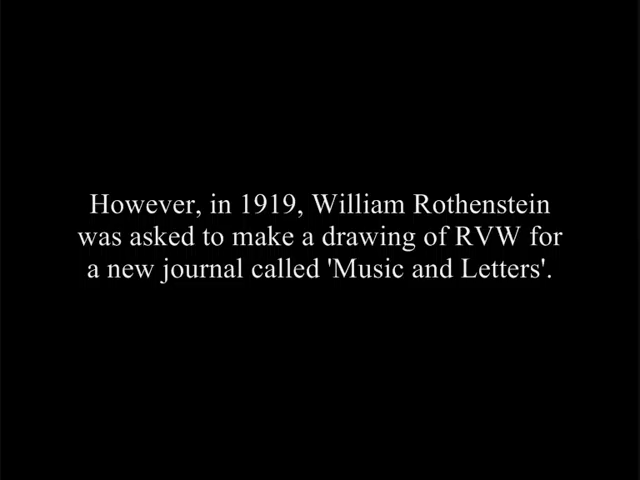 However, in 1919, William Rothenstein
was asked to make a drawing of RVW for
a new journal called 'Music and Letters'.